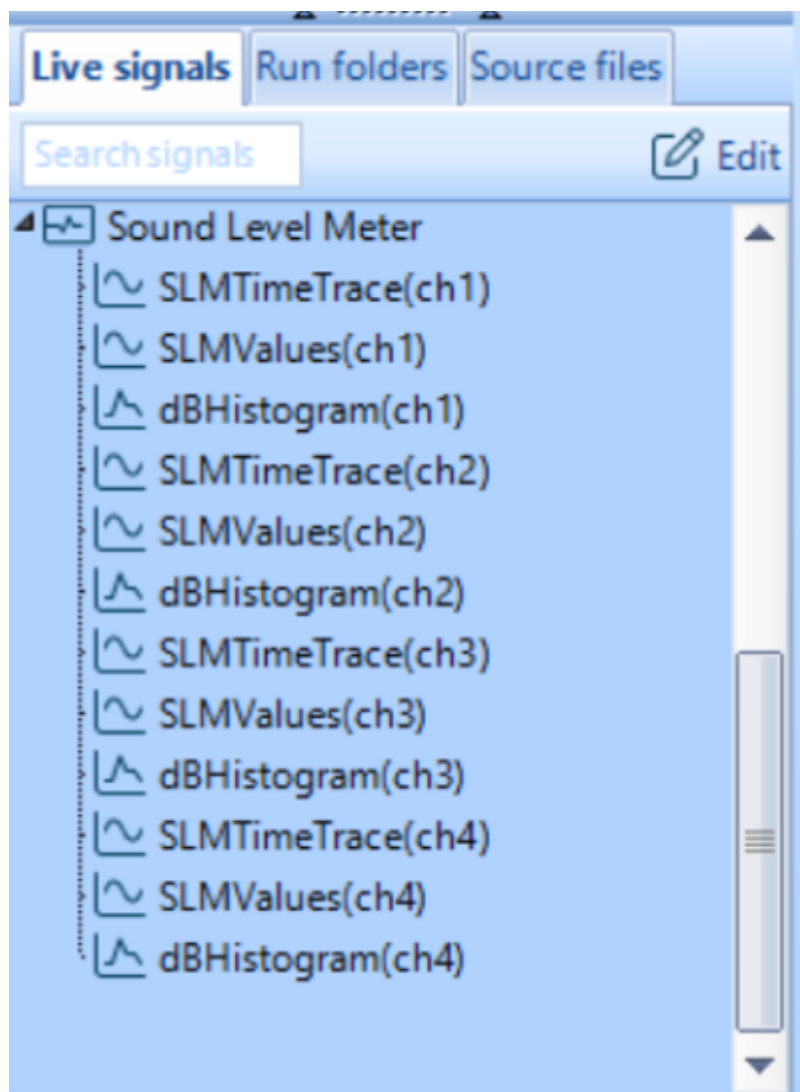 Live signals Run folders Source files
Search signals Edit
Sound Level Meter
SLMTimeTrace(ch1)
SLMValues(ch1)
dBHistogram(ch1)
SLMTimeTrace(ch2)
SLMValues(ch2)
dBHistogram(ch2)
SLMTimeTrace(ch3)
SLMValues(ch3)
dBHistogram(ch3)
SLMTimeTrace(ch4)
SLMValues(ch4)
dBHistogram(ch4)